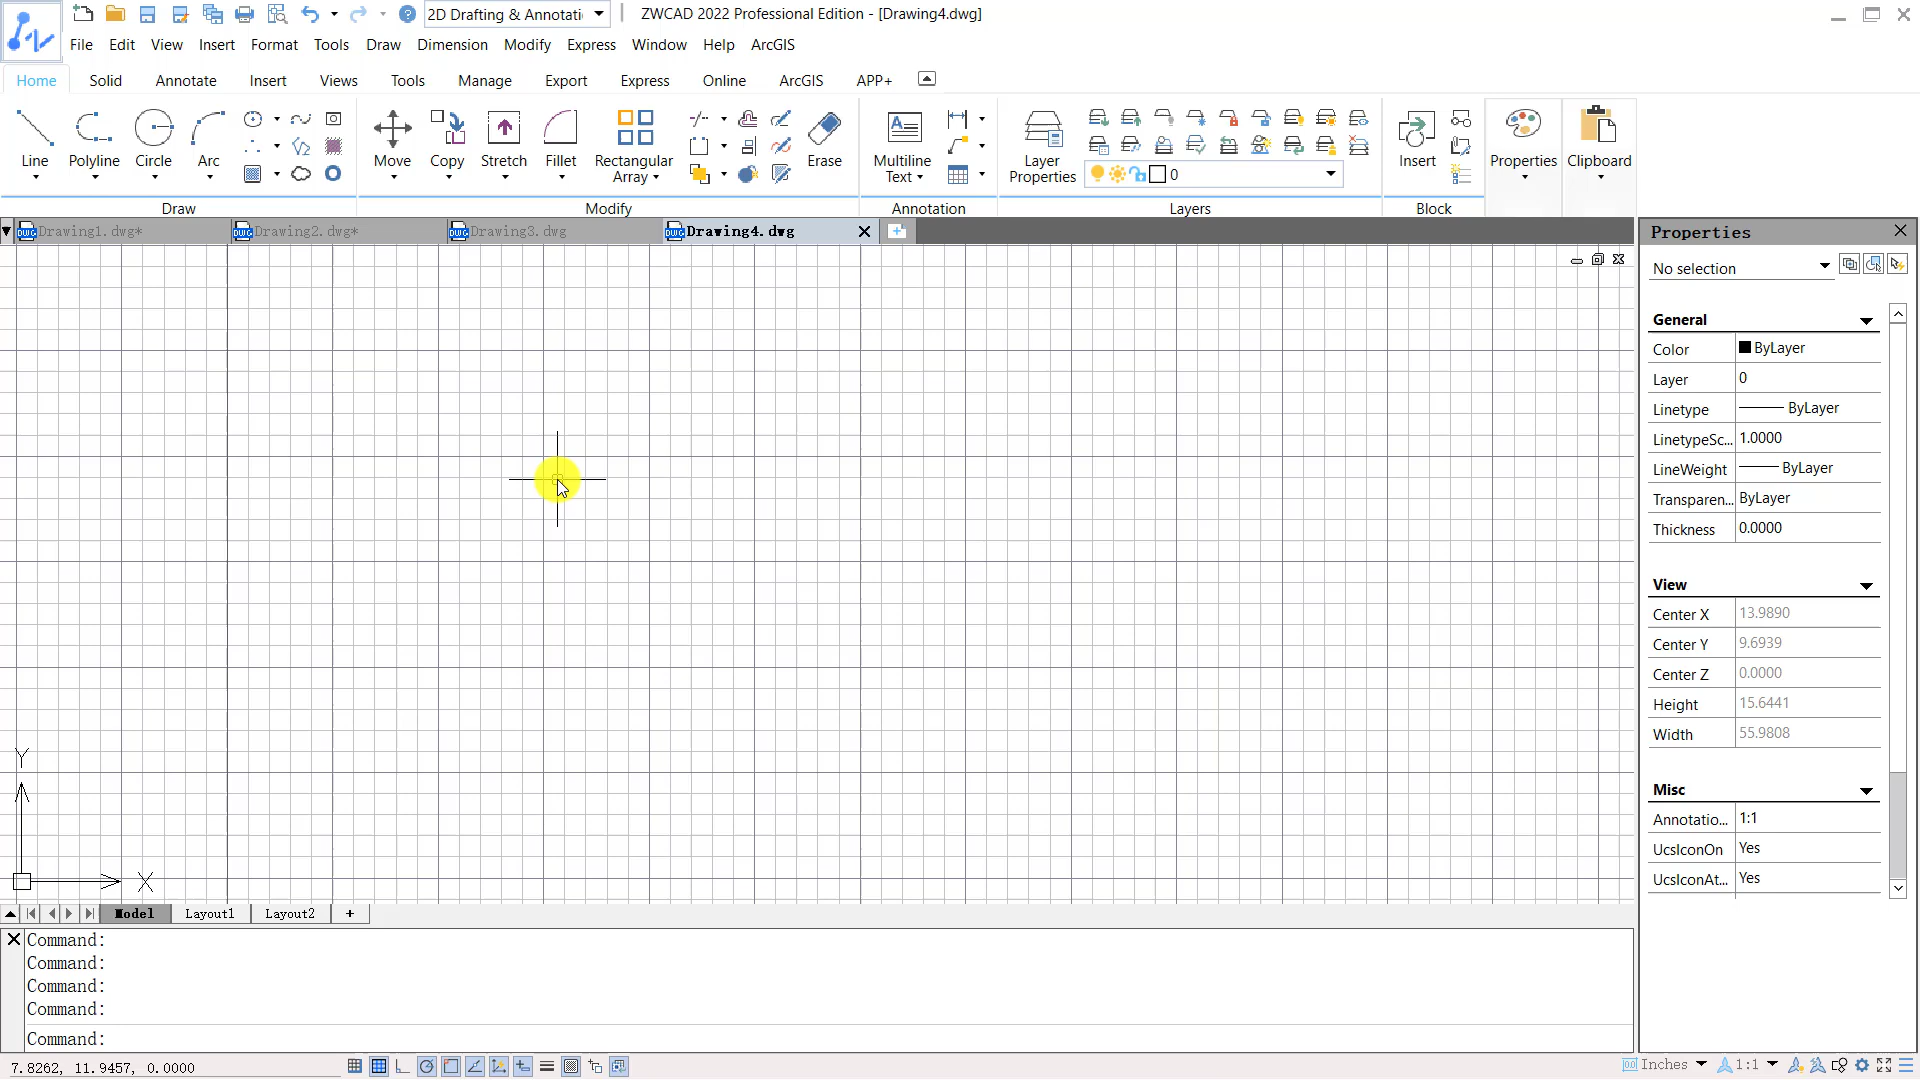 2D Drafting & Annotati
ZWCAD 2022 Professional Edition - [Drawing4.dwg]
File Edit View Insert Format Tools Draw Dimension Modify Express Window Help ArcGIS
Home Solid Annotate Insert Views Tools Manage Export Express Online ArcGIS APP+
Line Polyline Circle Arc Move Copy Stretch Fillet Rectangular Array Erase Multiline Text Layer Properties Insert Properties Clipboard
0
Draw Modify Annotation Layers Block
Drawing1.dwg* Drawing2.dwg* Drawing3.dwg Drawing4.dwg
Properties
No selection
General
Color ByLayer
Layer 0
Linetype ByLayer
LinetypeSc... 1.0000
LineWeight ByLayer
Transparen... ByLayer
Thickness 0.0000
View
Center X 13.9890
Center Y 9.6939
Center Z 0.0000
Height 15.6441
Width 55.9808
Misc
Annotatio... 1:1
UcsIconOn Yes
UcsIconAt... Yes
Y
X
Model Layout1 Layout2 +
Command:
Command:
Command:
Command:
Command:
7.8262, 11.9457, 0.0000
Inches 1:1